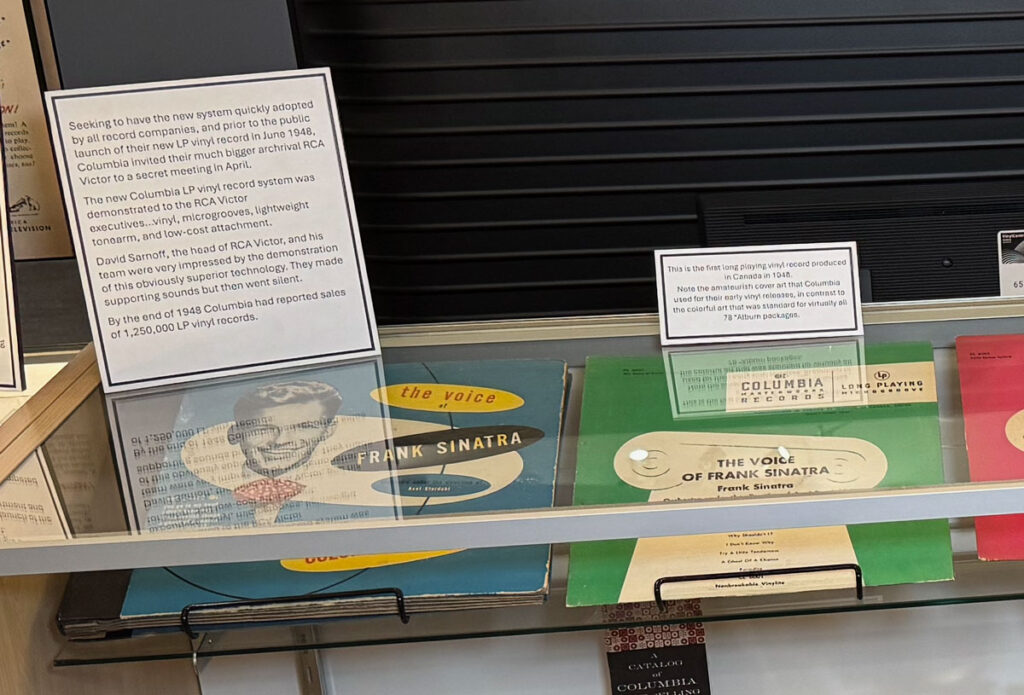 Seeking to have the new system quickly adopted
by all record companies, and prior to the public
launch of their new LP vinyl record in June 1948,
Columbia invited their much bigger archrival RCA
Victor to a secret meeting in April.
The new Columbia LP vinyl record system was
demonstrated to the RCA Victor
executives...vinyl, microgrooves, lightweight
tonearm, and low-cost attachment.
David Sarnoff, the head of RCA Victor, and his
team were very impressed by the demonstration
of this obviously superior technology. They made
supporting sounds but then went silent.
By the end of 1948 Columbia had reported sales
of 1,250,000 LP vinyl records.
This is the first long playing vinyl record produced
in Canada in 1948.
Note the amateurish cover art that Columbia
used for their early vinyl releases, in contrast to
the colorful art that was standard for virtually all
78 "Album packages.
the voice
of
FRANK SINATRA
Axel Stordahl
COLUMBIA
MASTERWORKS
RECORDS
LP
LONG PLAYING
MICROGROOVE
THE VOICE
OF FRANK SINATRA
Frank Sinatra
Why Shouldn't I?
I Don't Know Why
Try A Little Tenderness
A Ghost Of A Chance
Paradise
Nonbreakable Vinylite
A
CATALOG
of
COLUMBIA
65